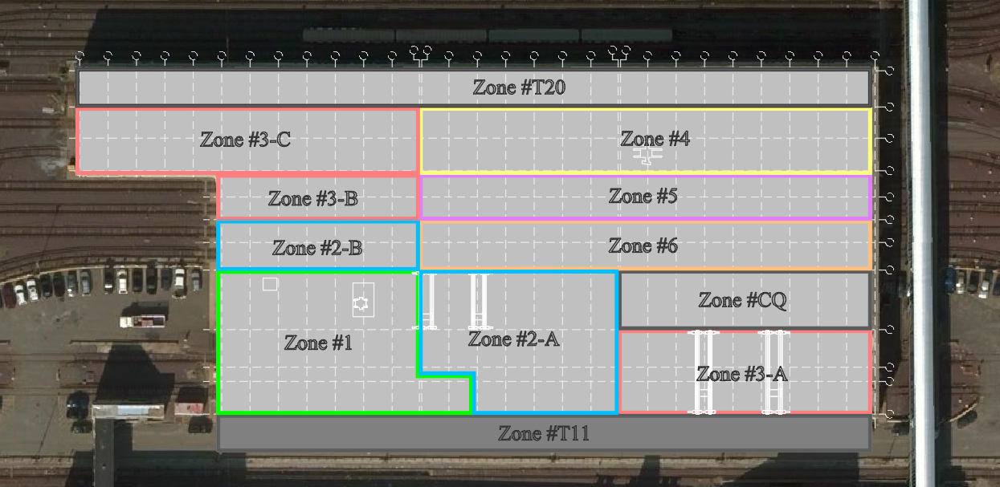 Zone #T20
Zone #3-C
Zone #4
Zone #3-B
Zone #5
Zone #2-B
Zone #6
Zone #CQ
Zone #1
Zone #2-A
Zone #3-A
Zone #T11